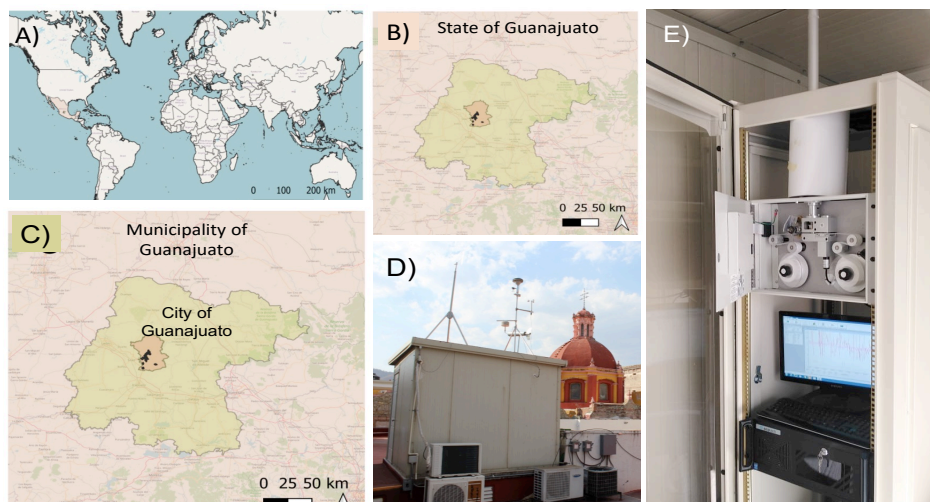 A)
0 100 200 km
B)
State of Guanajuato
0 25 50 km
C)
Municipality of
Guanajuato
City of
Guanajuato
0 25 50 km
D)
E)